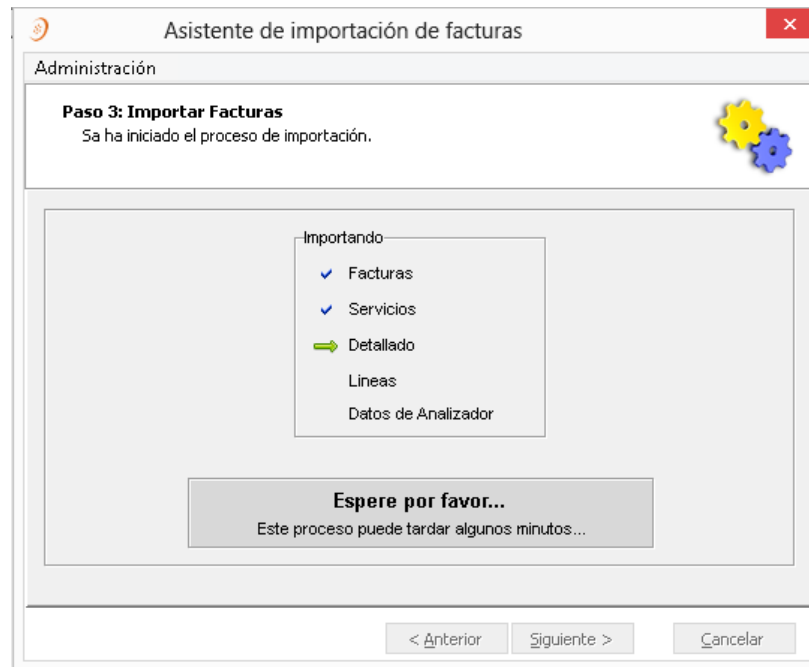 Asistente de importación de facturas
Administración
Paso 3: Importar Facturas
Sa ha iniciado el proceso de importación.
Importando
Facturas
Servicios
Detallado
Lineas
Datos de Analizador
Espere por favor...
Este proceso puede tardar algunos minutos...
< Anterior
Siguiente >
Cancelar